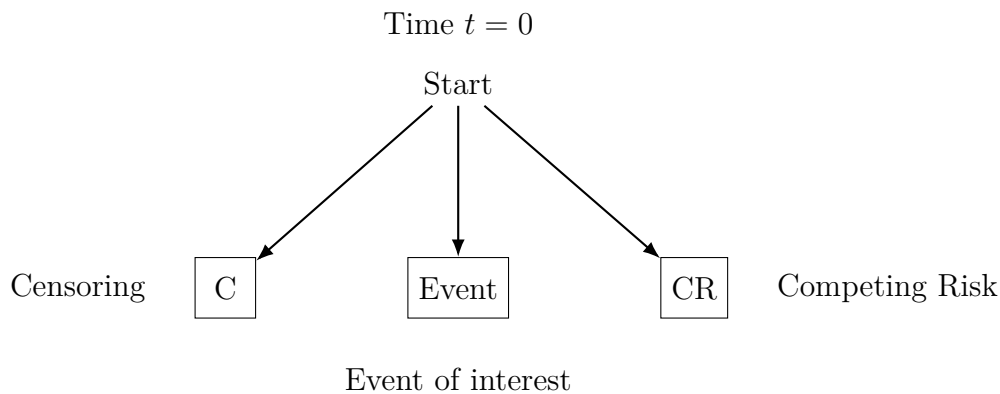 Time t = 0
Start
Censoring C Event CR Competing Risk
Event of interest